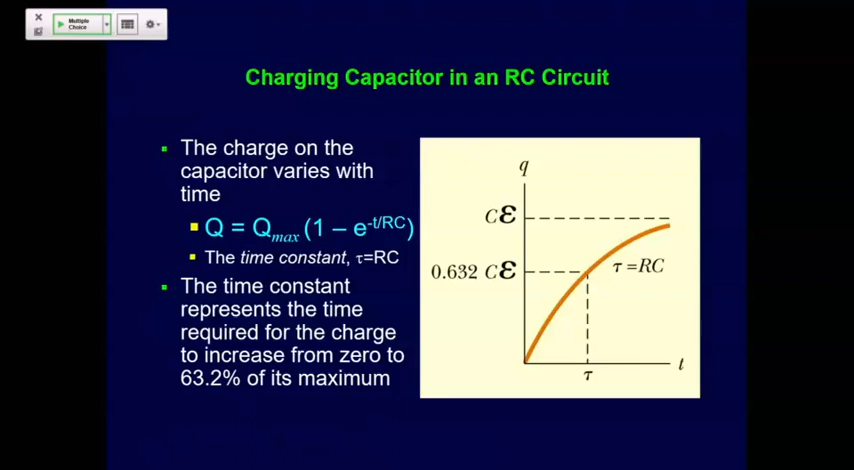 Multiple
Choice
Charging Capacitor in an RC Circuit
The charge on the
capacitor varies with
time
Q = Qmax (1 – e-t/RC)
The time constant, τ=RC
The time constant
represents the time
required for the charge
to increase from zero to
63.2% of its maximum
q
Cℰ
0.632 Cℰ
τ =RC
τ
t